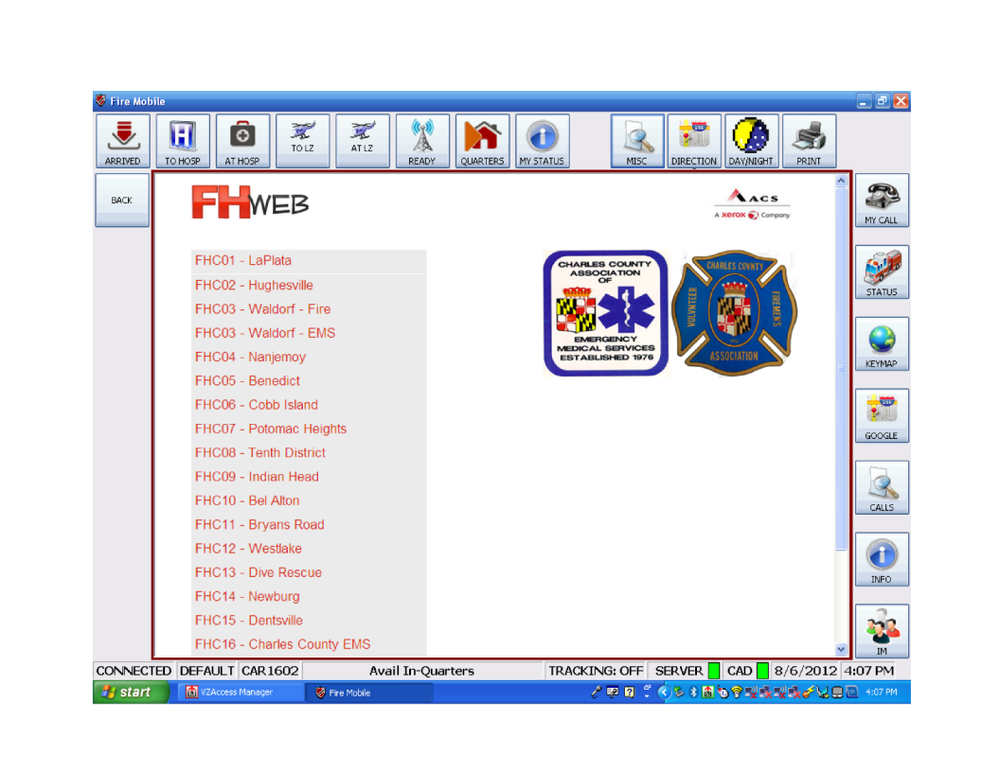 Fire Mobile
ARRIVED TO HOSP AT HOSP TO LZ AT LZ READY QUARTERS MY STATUS MISC DIRECTION DAY/NIGHT PRINT
BACK
FHWEB
ACS
A xerox Company
MY CALL
STATUS
KEYMAP
GOOGLE
CALLS
INFO
IM
FHC01 - LaPlata
FHC02 - Hughesville
FHC03 - Waldorf - Fire
FHC03 - Waldorf - EMS
FHC04 - Nanjemoy
FHC05 - Benedict
FHC06 - Cobb Island
FHC07 - Potomac Heights
FHC08 - Tenth District
FHC09 - Indian Head
FHC10 - Bel Alton
FHC11 - Bryans Road
FHC12 - Westlake
FHC13 - Dive Rescue
FHC14 - Newburg
FHC15 - Dentsville
FHC16 - Charles County EMS
CHARLES COUNTY
ASSOCIATION
OF
EMERGENCY
MEDICAL SERVICES
ESTABLISHED 1976
CHARLES COUNTY
VOLUNTEER
FIREMEN'S
ASSOCIATION
CONNECTED DEFAULT CAR1602 Avail In-Quarters TRACKING: OFF SERVER CAD 8/6/2012 4:07 PM
start VZAccess Manager Fire Mobile 4:07 PM